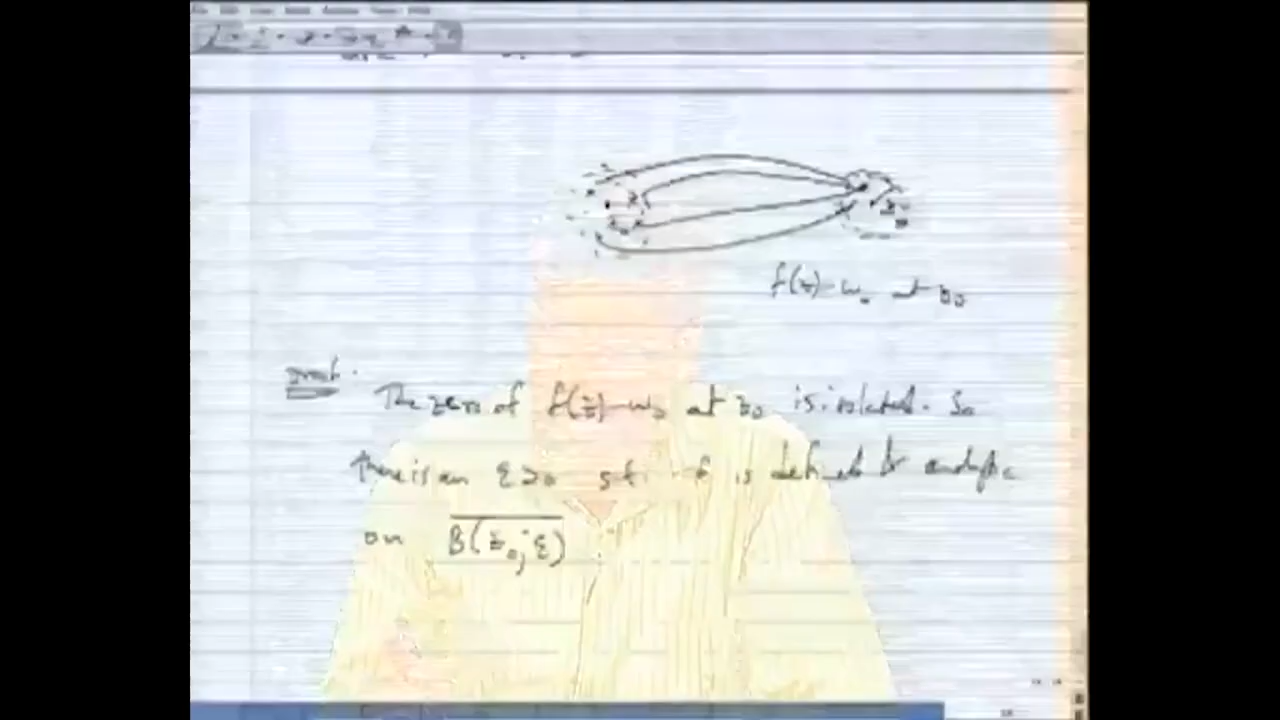 f(z)-w₀ at z₀
Proof.
The zero of f(z)-w₀ at z₀ is isolated. So
there is an ε>0 s.t. f is defined & analytic
on B(z₀;ε)